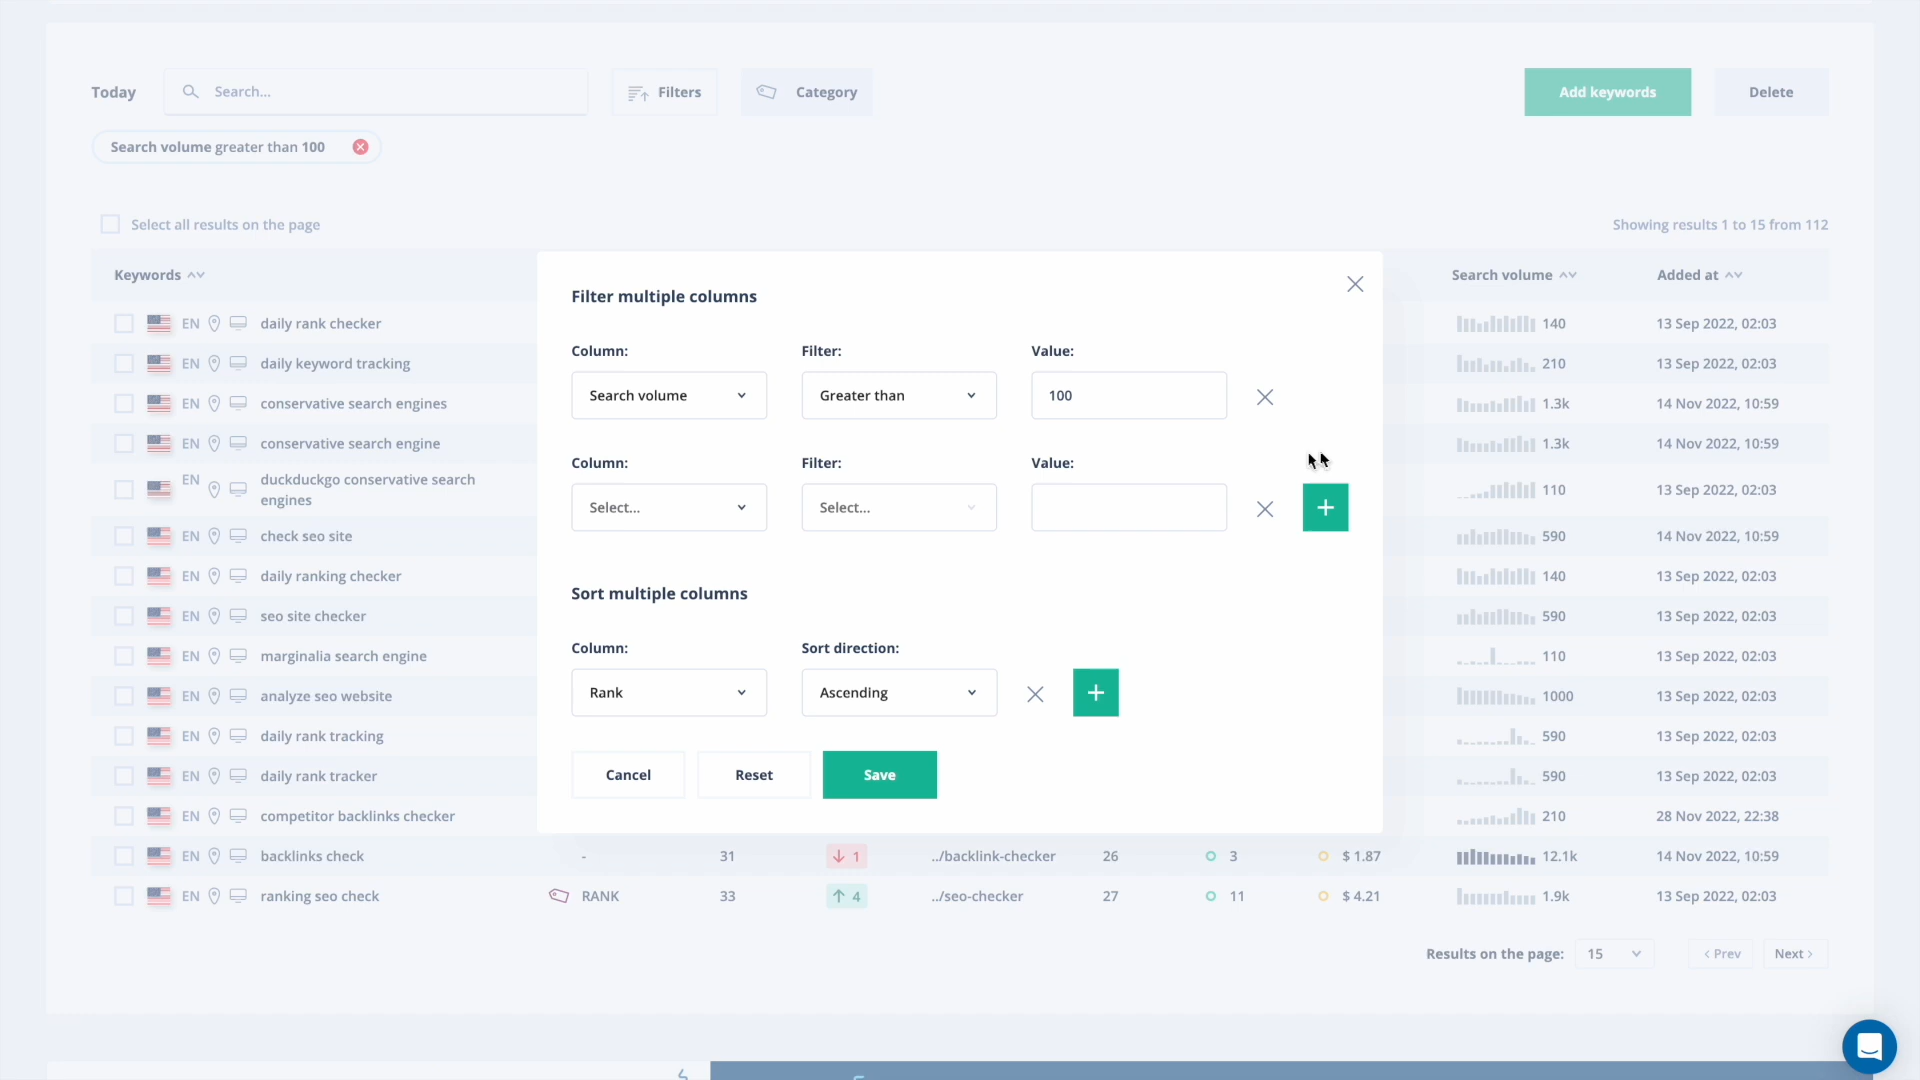 Today
Search...
Filters
Category
Add keywords
Delete
Search volume greater than 100
Select all results on the page
Showing results 1 to 15 from 112
Keywords
Search volume
Added at
EN daily rank checker
140
13 Sep 2022, 02:03
EN daily keyword tracking
210
13 Sep 2022, 02:03
EN conservative search engines
1.3k
14 Nov 2022, 10:59
EN conservative search engine
1.3k
14 Nov 2022, 10:59
EN duckduckgo conservative search
engines
110
13 Sep 2022, 02:03
EN check seo site
590
14 Nov 2022, 10:59
EN daily ranking checker
140
13 Sep 2022, 02:03
EN seo site checker
590
13 Sep 2022, 02:03
EN marginalia search engine
110
13 Sep 2022, 02:03
EN analyze seo website
1000
13 Sep 2022, 02:03
EN daily rank tracking
590
13 Sep 2022, 02:03
EN daily rank tracker
590
13 Sep 2022, 02:03
EN competitor backlinks checker
210
28 Nov 2022, 22:38
EN backlinks check - 31 1 ../backlink-checker 26 3 $ 1.87 12.1k 14 Nov 2022, 10:59
EN ranking seo check RANK 33 4 ../seo-checker 27 11 $ 4.21 1.9k 13 Sep 2022, 02:03
Filter multiple columns
Column: Filter: Value:
Search volume Greater than 100
Column: Filter: Value:
Select... Select...
Sort multiple columns
Column: Sort direction:
Rank Ascending
Cancel Reset Save
Results on the page: 15 < Prev Next >